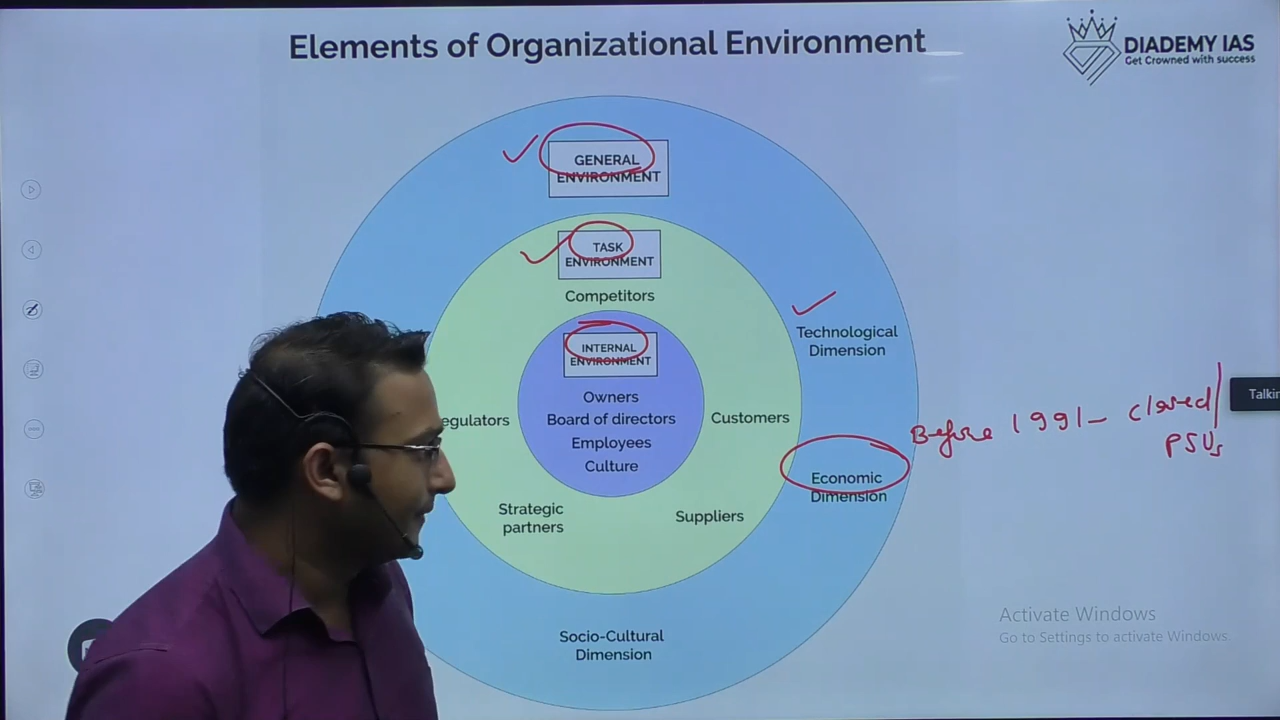 Elements of Organizational Environment
DIADEMY IAS
Get Crowned with success
GENERAL
ENVIRONMENT
TASK
ENVIRONMENT
Competitors
INTERNAL
ENVIRONMENT
Technological
Dimension
Owners
Board of directors
Employees
Culture
egulators
Customers
Before 1991 - closed
PSUs
Talkin
Economic
Dimension
Strategic
partners
Suppliers
Socio-Cultural
Dimension
Activate Windows
Go to Settings to activate Windows.